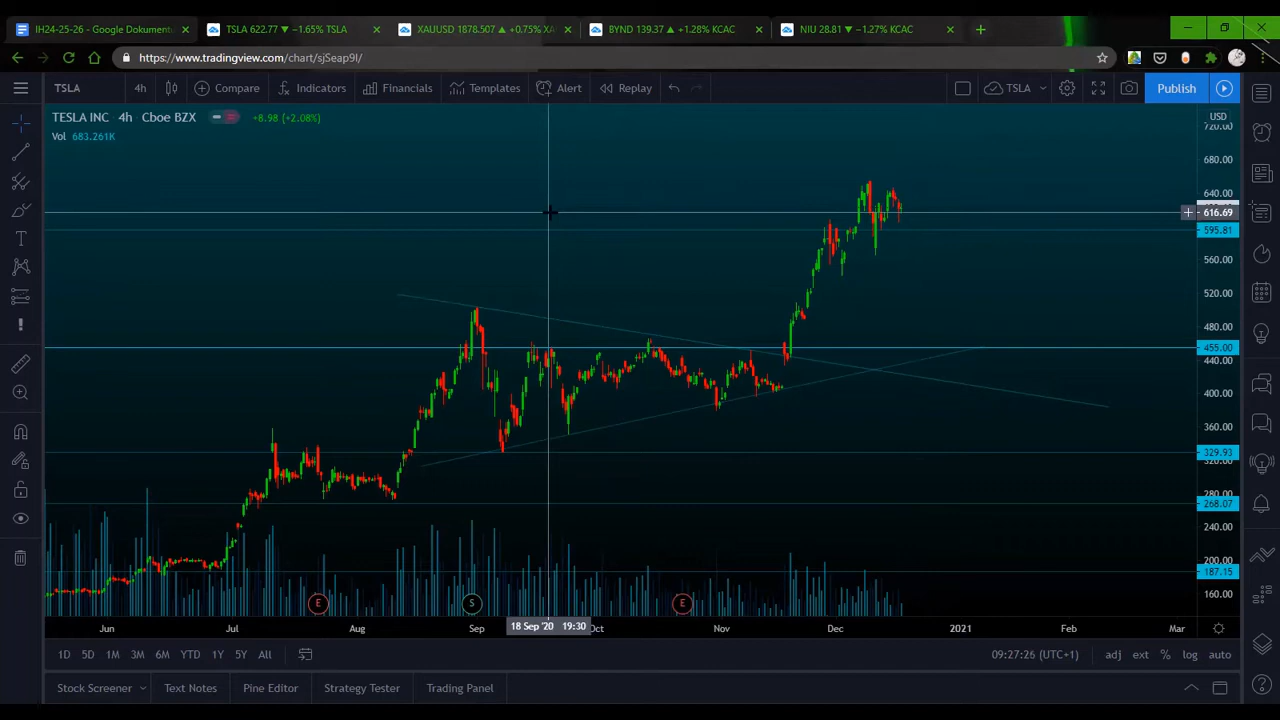 IH24-25-26 - Google Dokument
TSLA 622.77 ▼ −1.65% TSLA
XAUUSD 1878.507 ▲ +0.75% XA
BYND 139.37 ▲ +1.28% KCAC
NIU 28.81 ▼ −1.27% KCAC
https://www.tradingview.com/chart/sjSeap9I/
TSLA 4h Compare Indicators Financials Templates Alert Replay TSLA Publish
TESLA INC · 4h · Cboe BZX +8.98 (+2.08%)
Vol 683.261K
USD
720.00
680.00
640.00
616.69
595.81
560.00
520.00
480.00
455.00
440.00
400.00
360.00
329.93
320.00
280.00
268.07
240.00
200.00
187.15
160.00
E S E
Jun Jul Aug Sep 18 Sep '20 19:30 Oct Nov Dec 2021 Feb Mar
1D 5D 1M 3M 6M YTD 1Y 5Y All 09:27:26 (UTC+1) adj ext % log auto
Stock Screener Text Notes Pine Editor Strategy Tester Trading Panel